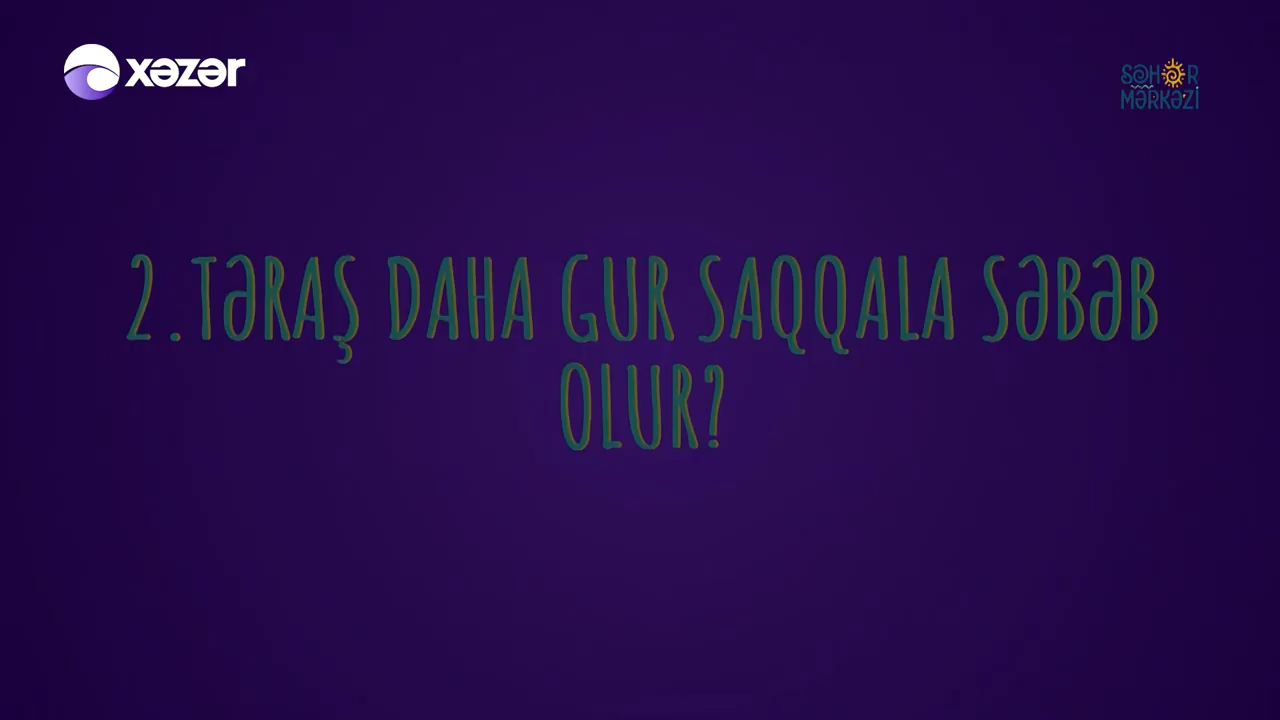 xəzər
SƏHƏR
MƏRKƏZİ
2.TƏRAŞ DAHA GUR SAQQALA SƏBƏB
OLUR?